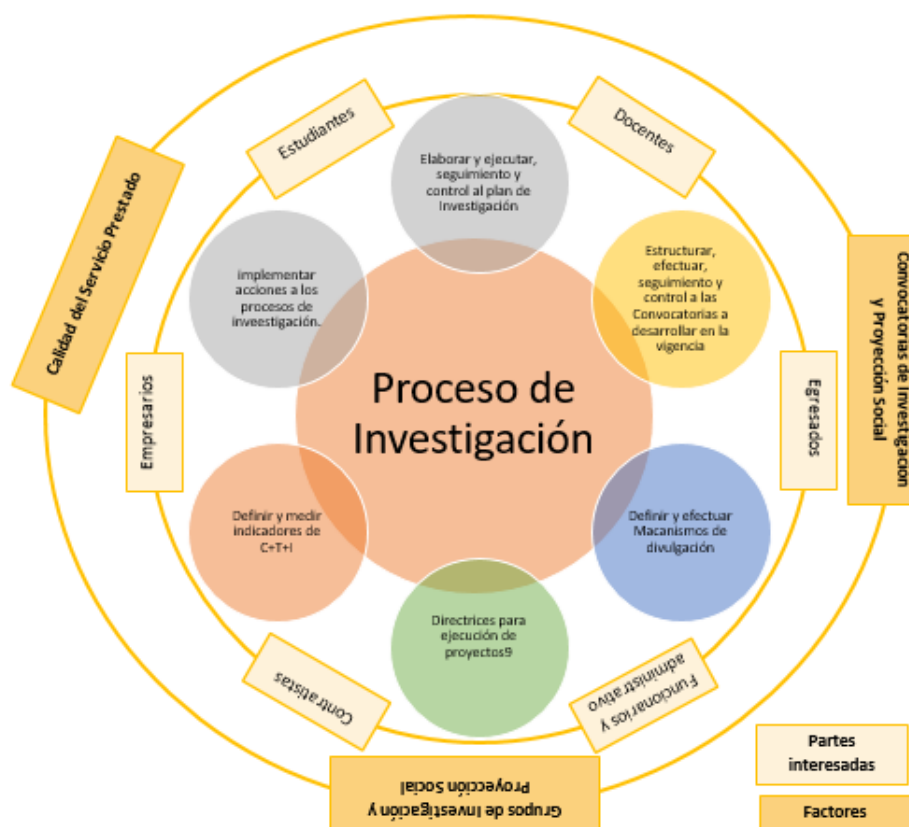 Estudiantes
Docentes
Elaborar y ejecutar,
seguimiento y
control al plan de
Investigación
Calidad del Servicio Prestado
implementar
acciones a los
procesos de
inveestigación.
Estructurar,
efectuar,
seguimiento y
control a las
Convocatorias a
desarrollar en la
vigencia
Convocatorias de Investigación
y Proyección Social
Proceso de
Investigación
Empresarios
Egresados
Definir y medir
indicadores de
C+T+I
Definir y efectuar
Macanismos de
divulgación
Directrices para
ejecución de
proyectos9
Contratistas
Funcionarios y
administrativo
Grupos de Investigación y
Proyección Social
Partes
interesadas
Factores